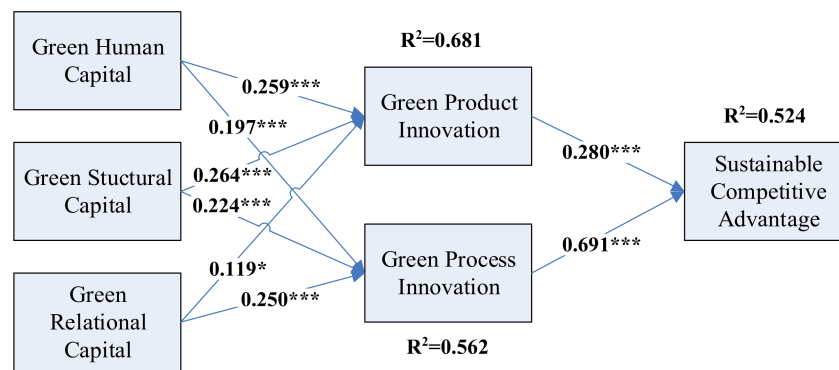 Green Human
Capital
Green Stuctural
Capital
Green
Relational
Capital
0.259***
0.197***
0.264***
0.224***
0.119*
0.250***
R²=0.681
Green Product
Innovation
Green Process
Innovation
R²=0.562
0.280***
0.691***
R²=0.524
Sustainable
Competitive
Advantage